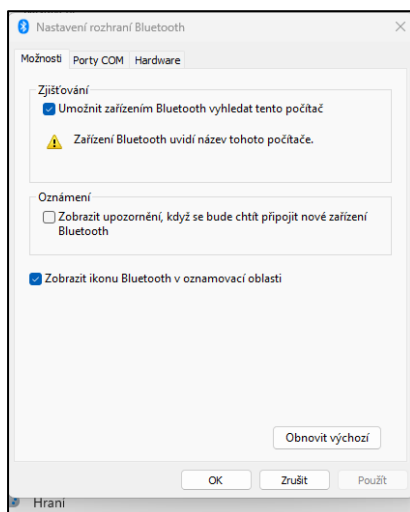 Nastavení rozhraní Bluetooth
Možnosti Porty COM Hardware
Zjišťování
Umožnit zařízením Bluetooth vyhledat tento počítač
Zařízení Bluetooth uvidí název tohoto počítače.
Oznámení
Zobrazit upozornění, když se bude chtít připojit nové zařízení
Bluetooth
Zobrazit ikonu Bluetooth v oznamovací oblasti
Obnovit výchozí
OK Zrušit Použít
Hraní